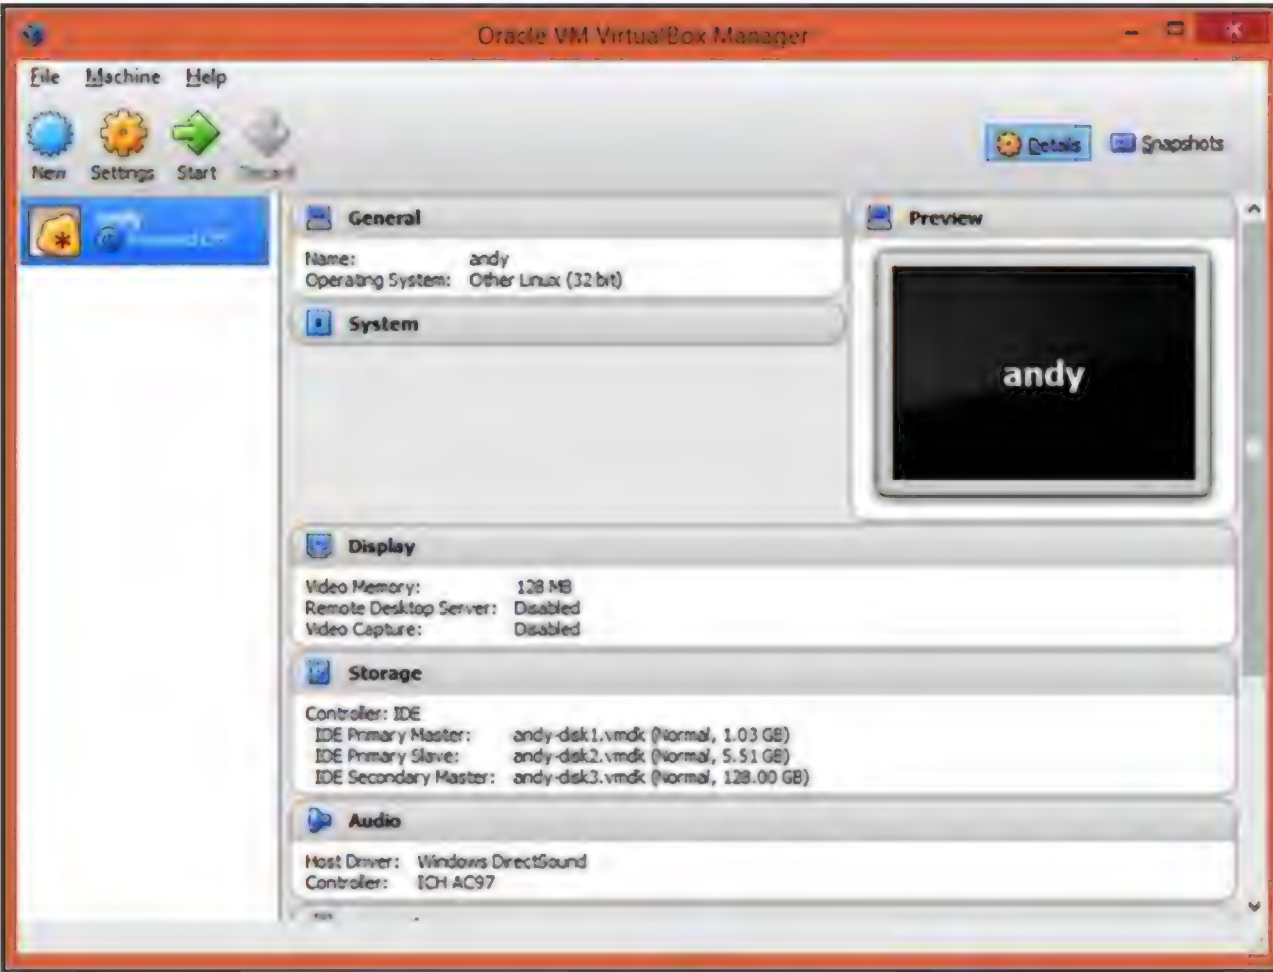 Oracle VM VirtualBox Manager
File Machine Help
New Settings Start
Details Snapshots
andy
General
Name: andy
Operating System: Other Linux (32 bit)
System
Preview
andy
Display
Video Memory: 128 MB
Remote Desktop Server: Disabled
Video Capture: Disabled
Storage
Controller: IDE
IDE Primary Master: andy-disk1.vmdk (Normal, 1.03 GB)
IDE Primary Slave: andy-disk2.vmdk (Normal, 5.51 GB)
IDE Secondary Master: andy-disk3.vmdk (Normal, 128.00 GB)
Audio
Host Driver: Windows DirectSound
Controller: ICH AC97